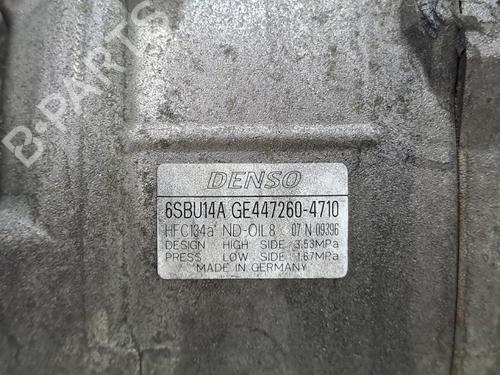 B-PARTS
DENSO
6SBU14A GE447260-4710
HFC134a ND-OIL8 07 N 09396
DESIGN HIGH SIDE 3.53MPa
PRESS LOW SIDE 1.67MPa
MADE IN GERMANY